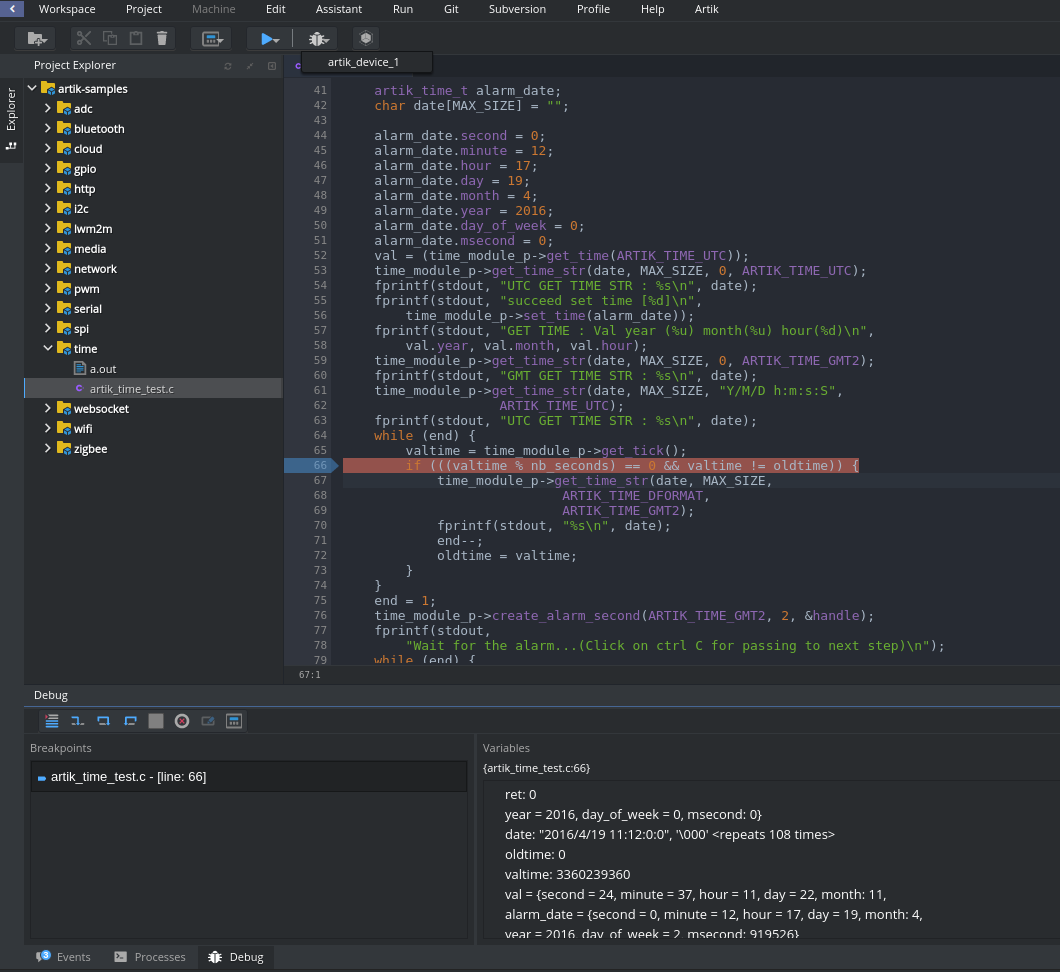 Workspace Project Machine Edit Assistant Run Git Subversion Profile Help Artik
artik_device_1
Project Explorer
Explorer
artik-samples
adc
bluetooth
cloud
gpio
http
i2c
lwm2m
media
network
pwm
serial
spi
time
a.out
artik_time_test.c
websocket
wifi
zigbee
41 artik_time_t alarm_date;
42 char date[MAX_SIZE] = "";
43
44 alarm_date.second = 0;
45 alarm_date.minute = 12;
46 alarm_date.hour = 17;
47 alarm_date.day = 19;
48 alarm_date.month = 4;
49 alarm_date.year = 2016;
50 alarm_date.day_of_week = 0;
51 alarm_date.msecond = 0;
52 val = (time_module_p->get_time(ARTIK_TIME_UTC));
53 time_module_p->get_time_str(date, MAX_SIZE, 0, ARTIK_TIME_UTC);
54 fprintf(stdout, "UTC GET TIME STR : %s\n", date);
55 fprintf(stdout, "succeed set time [%d]\n",
56 time_module_p->set_time(alarm_date));
57 fprintf(stdout, "GET TIME : Val year (%u) month(%u) hour(%d)\n",
58 val.year, val.month, val.hour);
59 time_module_p->get_time_str(date, MAX_SIZE, 0, ARTIK_TIME_GMT2);
60 fprintf(stdout, "GMT GET TIME STR : %s\n", date);
61 time_module_p->get_time_str(date, MAX_SIZE, "Y/M/D h:m:s:S",
62 ARTIK_TIME_UTC);
63 fprintf(stdout, "UTC GET TIME STR : %s\n", date);
64 while (end) {
65 valtime = time_module_p->get_tick();
66 if (((valtime % nb_seconds) == 0 && valtime != oldtime)) {
67 time_module_p->get_time_str(date, MAX_SIZE,
68 ARTIK_TIME_DFORMAT,
69 ARTIK_TIME_GMT2);
70 fprintf(stdout, "%s\n", date);
71 end--;
72 oldtime = valtime;
73 }
74 }
75 end = 1;
76 time_module_p->create_alarm_second(ARTIK_TIME_GMT2, 2, &handle);
77 fprintf(stdout,
78 "Wait for the alarm...(Click on ctrl C for passing to next step)\n");
79 while (end) {
67:1
Debug
Breakpoints
artik_time_test.c - [line: 66]
Variables
{artik_time_test.c:66}
ret: 0
year = 2016, day_of_week = 0, msecond: 0}
date: "2016/4/19 11:12:0:0", '\000' <repeats 108 times>
oldtime: 0
valtime: 3360239360
val = {second = 24, minute = 37, hour = 11, day = 22, month: 11,
alarm_date = {second = 0, minute = 12, hour = 17, day = 19, month: 4,
year = 2016, day_of_week = 2, msecond: 919526}
3 Events Processes Debug